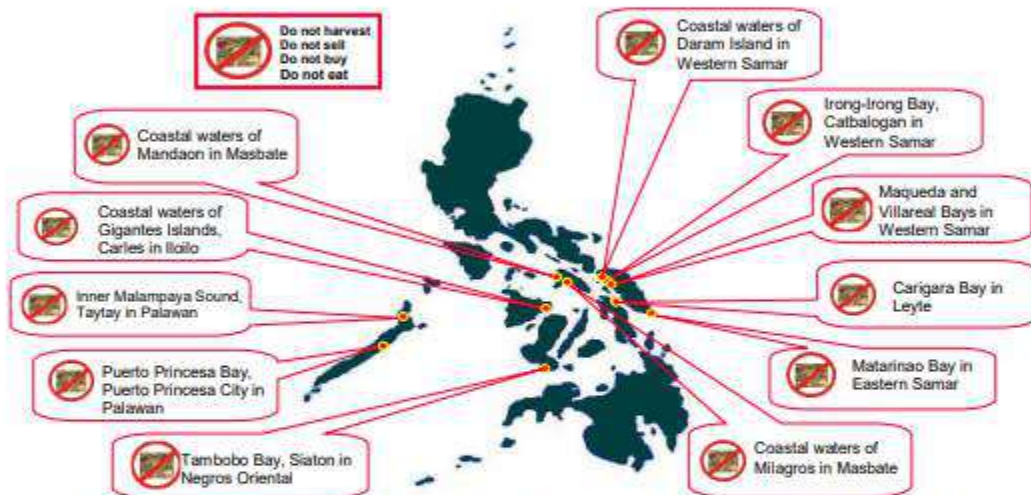 Do not harvest
Do not sell
Do not buy
Do not eat
Coastal waters of
Daram Island in
Western Samar
Irong-Irong Bay,
Catbalogan in
Western Samar
Coastal waters of
Mandaon in Masbate
Maqueda and
Villareal Bays in
Western Samar
Coastal waters of
Gigantes Islands,
Carles in Iloilo
Carigara Bay in
Leyte
Inner Malampaya Sound,
Taytay in Palawan
Matarinao Bay in
Eastern Samar
Puerto Princesa Bay,
Puerto Princesa City in
Palawan
Coastal waters of
Milagros in Masbate
Tambobo Bay, Siaton in
Negros Oriental